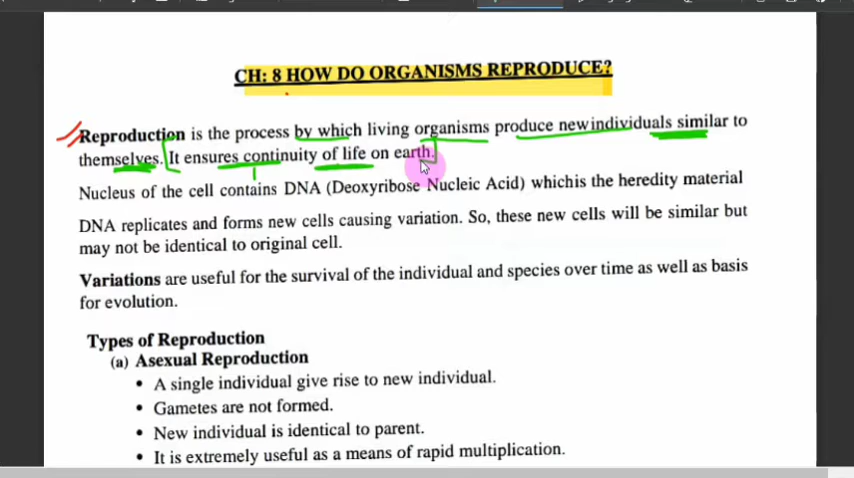 CH: 8 HOW DO ORGANISMS REPRODUCE?
Reproduction is the process by which living organisms produce new individuals similar to
themselves. It ensures continuity of life on earth.
Nucleus of the cell contains DNA (Deoxyribose Nucleic Acid) whichis the heredity material
DNA replicates and forms new cells causing variation. So, these new cells will be similar but
may not be identical to original cell.
Variations are useful for the survival of the individual and species over time as well as basis
for evolution.
Types of Reproduction
(a) Asexual Reproduction
• A single individual give rise to new individual.
• Gametes are not formed.
• New individual is identical to parent.
• It is extremely useful as a means of rapid multiplication.